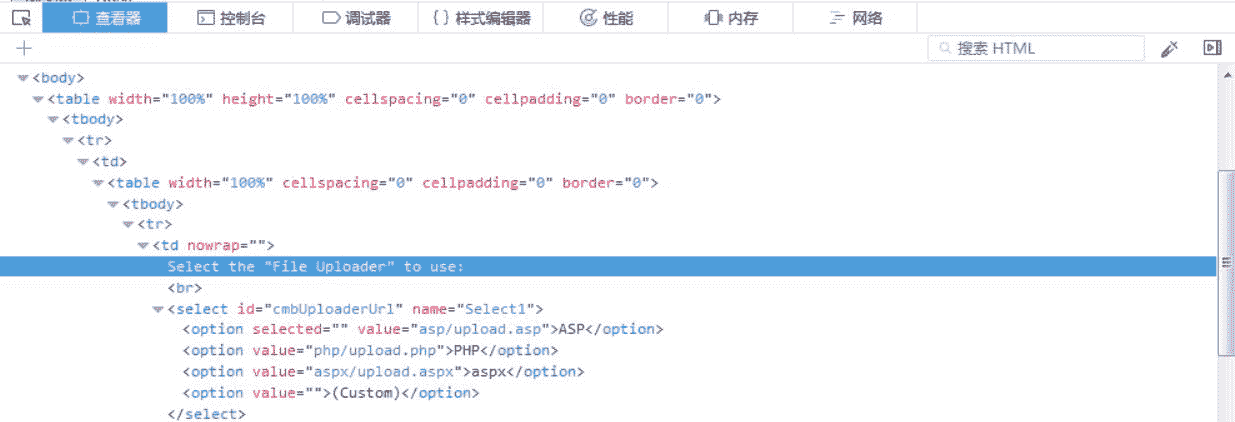 查看器 控制台 调试器 {} 样式编辑器 性能 内存 网络
+ 搜索 HTML
<body>
<table width="100%" height="100%" cellspacing="0" cellpadding="0" border="0">
<tbody>
<tr>
<td>
<table width="100%" cellspacing="0" cellpadding="0" border="0">
<tbody>
<tr>
<td nowrap="">
Select the "File Uploader" to use:
<br>
<select id="cmbUploaderUrl" name="Select1">
<option selected="" value="asp/upload.asp">ASP</option>
<option value="php/upload.php">PHP</option>
<option value="aspx/upload.aspx">aspx</option>
<option value="">(Custom)</option>
</select>